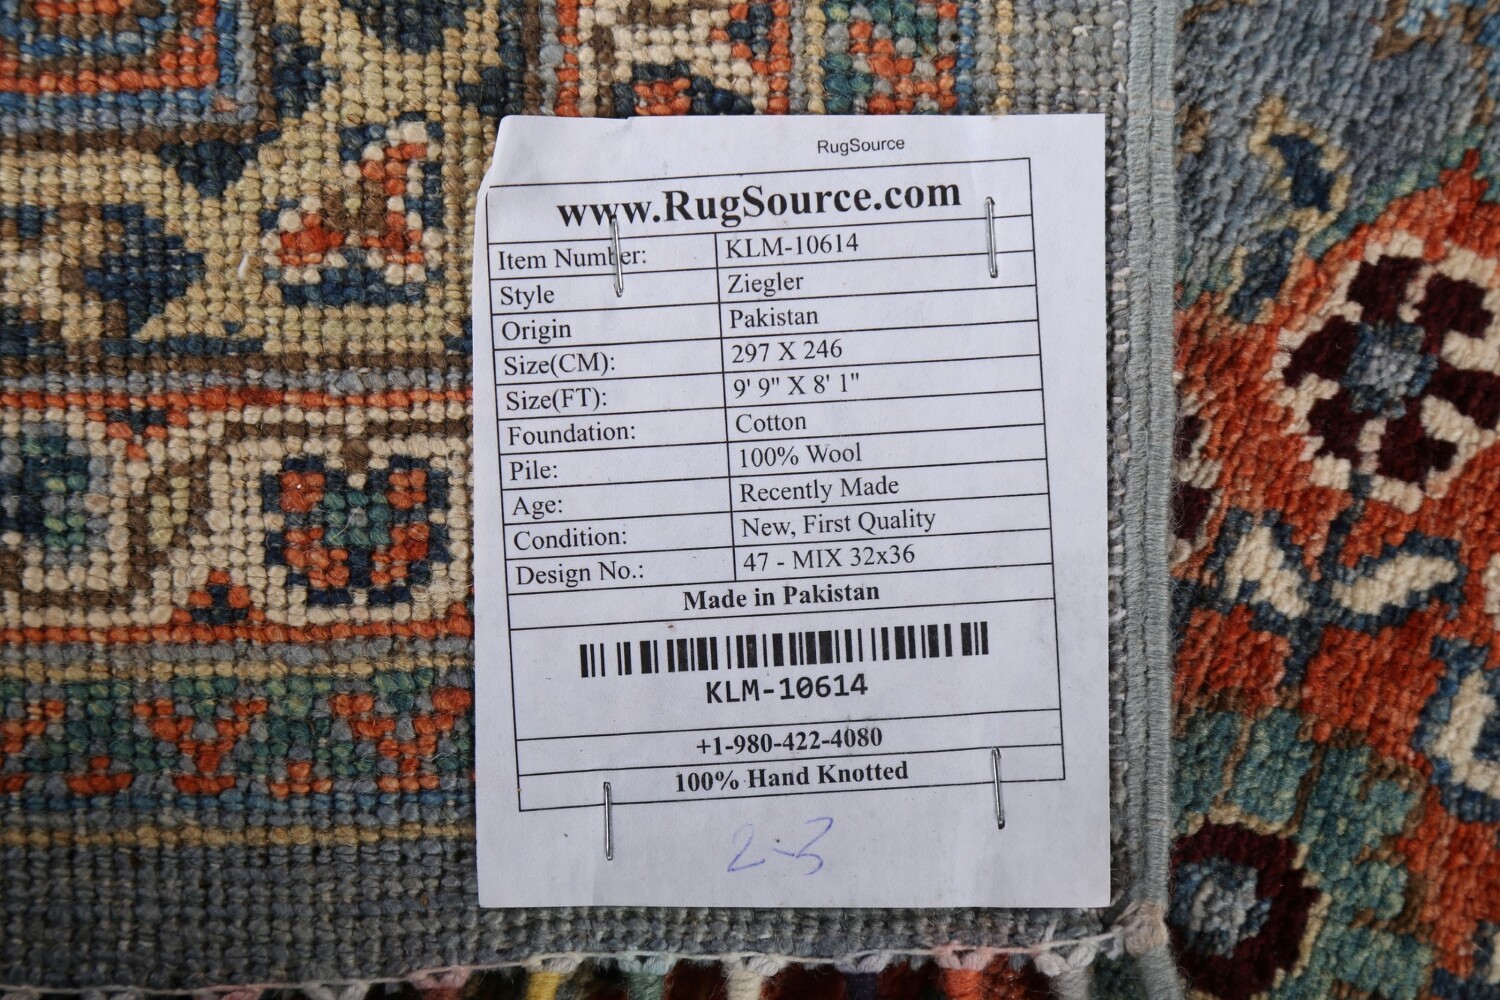 RugSource
www.RugSource.com
Item Number: KLM-10614
Style Ziegler
Origin Pakistan
Size(CM): 297 X 246
Size(FT): 9' 9" X 8' 1"
Foundation: Cotton
Pile: 100% Wool
Age: Recently Made
Condition: New, First Quality
Design No.: 47 - MIX 32x36
Made in Pakistan
KLM-10614
+1-980-422-4080
100% Hand Knotted
2-3